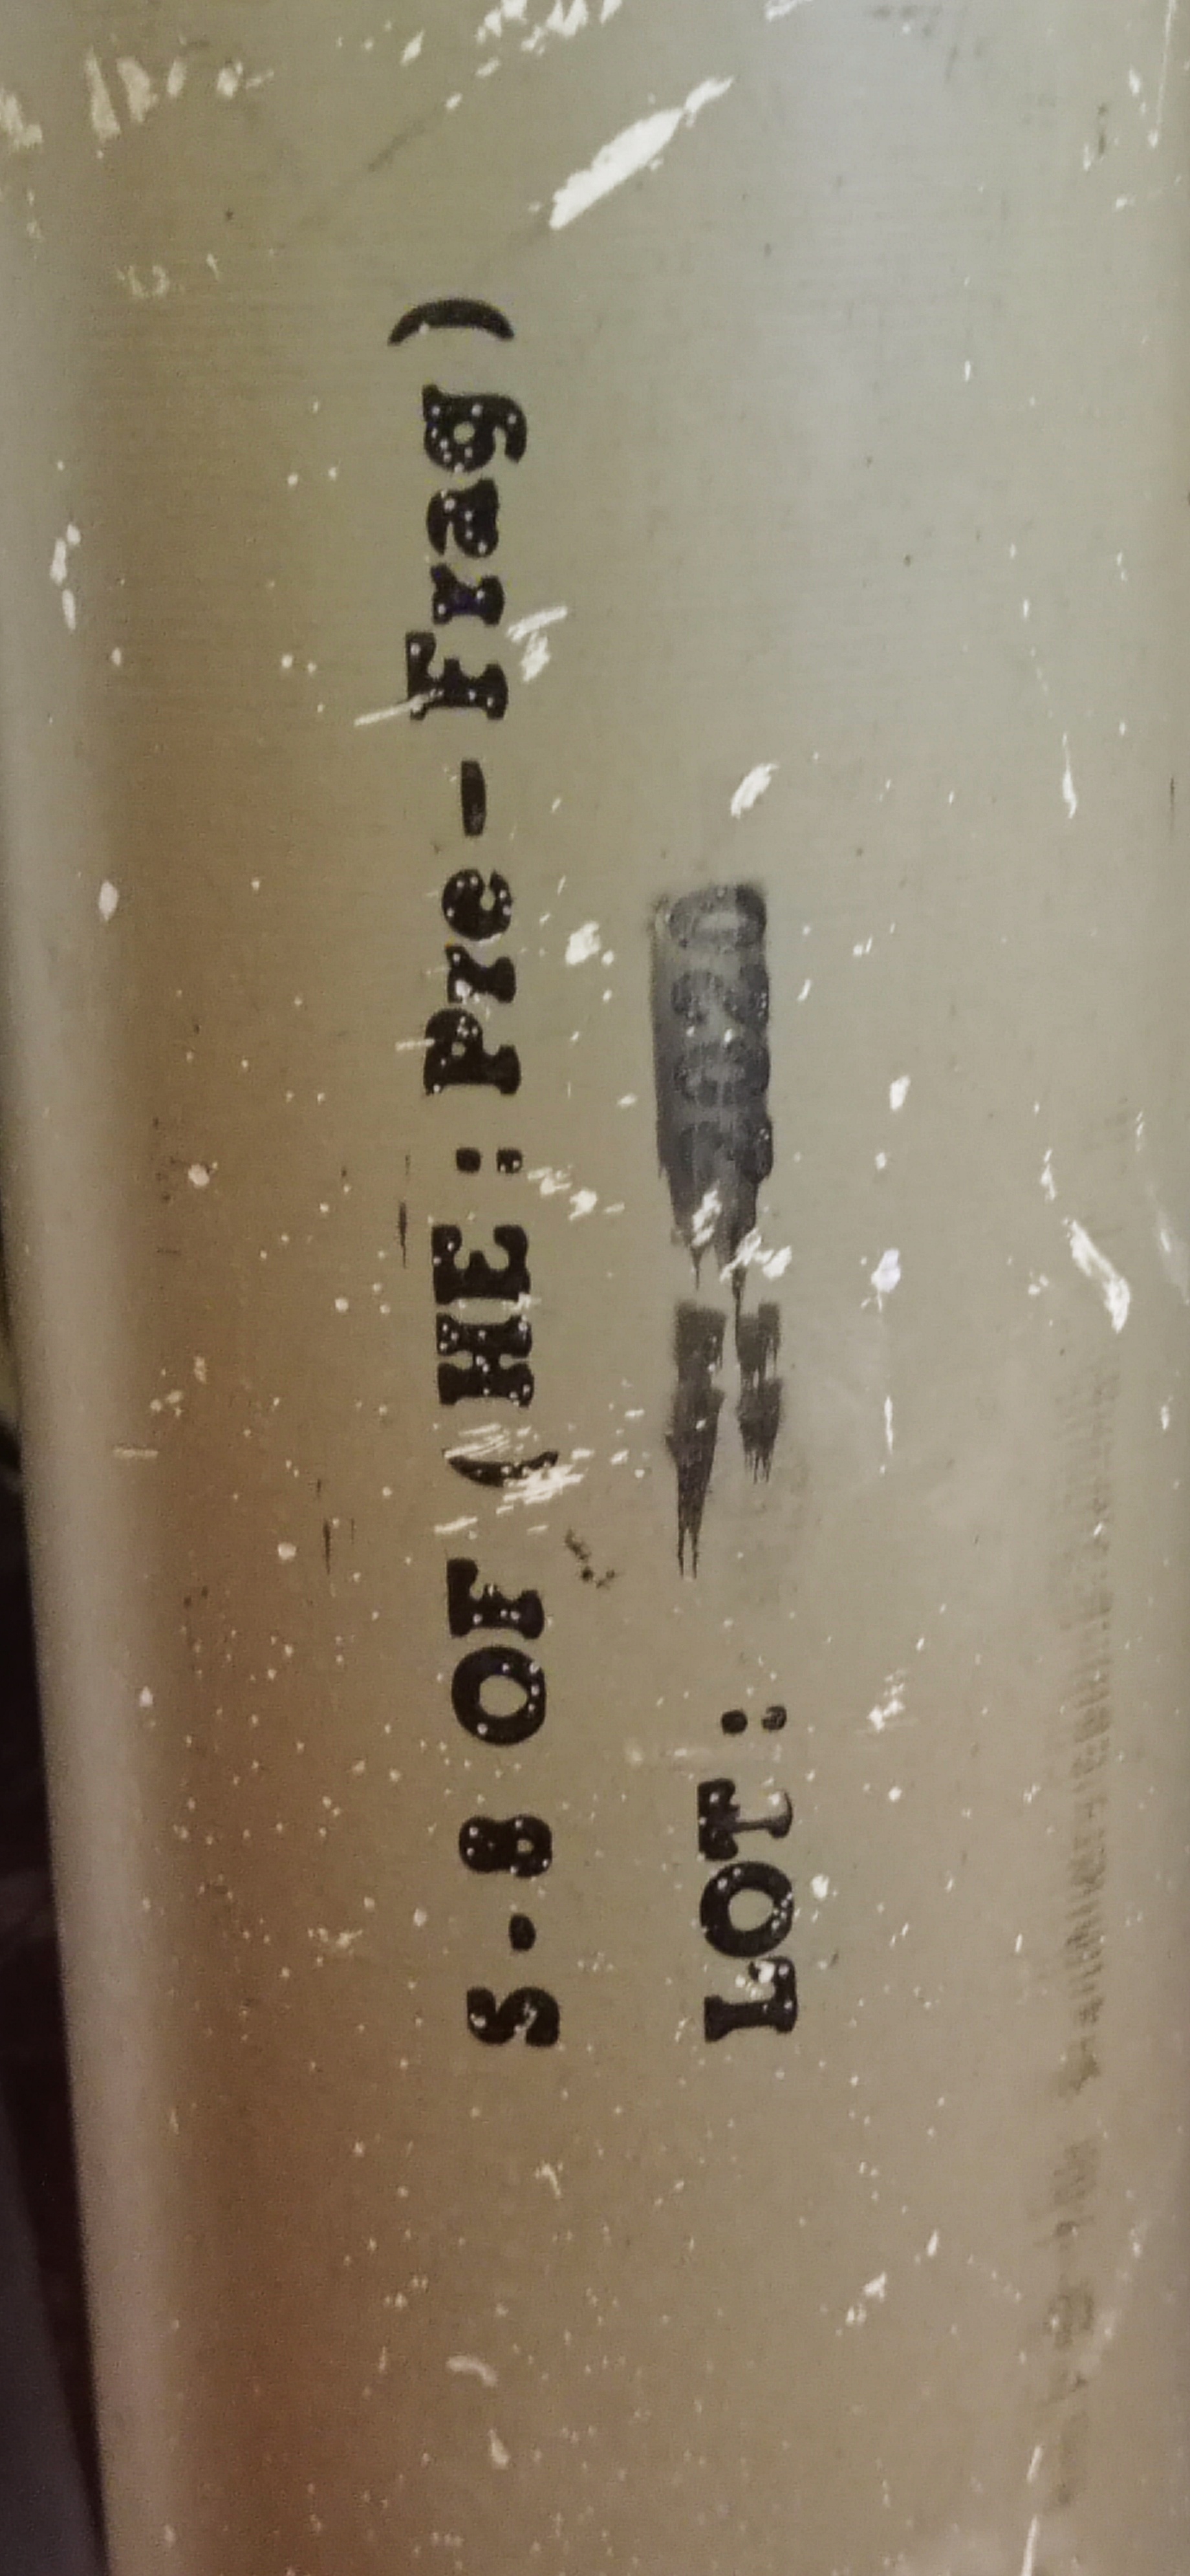 S-8 OF (HE: Pre-Frag)
LOT: